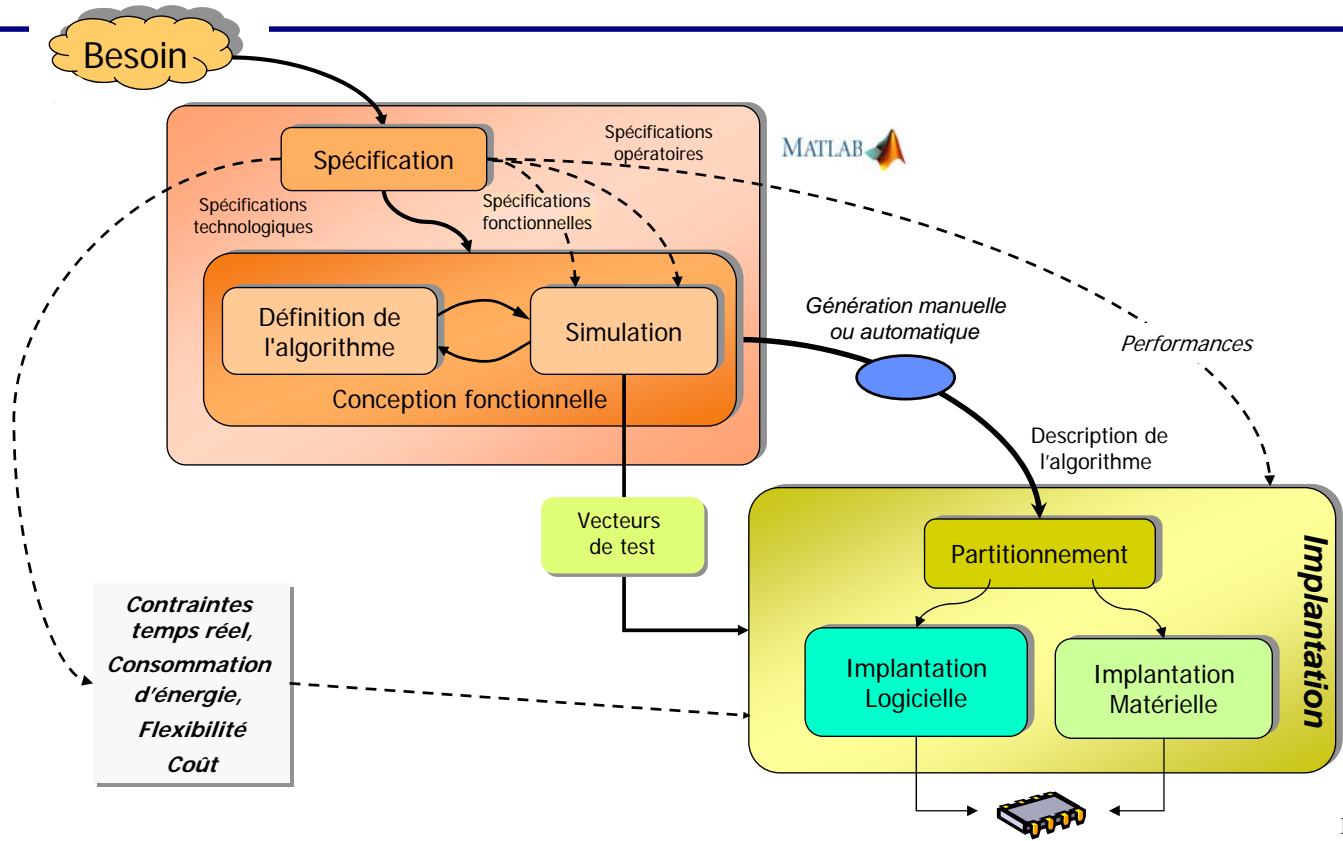 Besoin
Spécification
Spécifications
opératoires
MATLAB
Spécifications
technologiques
Spécifications
fonctionnelles
Définition de
l'algorithme
Simulation
Conception fonctionnelle
Génération manuelle
ou automatique
Performances
Description de
l'algorithme
Vecteurs
de test
Partitionnement
Implantation
Implantation
Logicielle
Implantation
Matérielle
Contraintes
temps réel,
Consommation
d'énergie,
Flexibilité
Coût